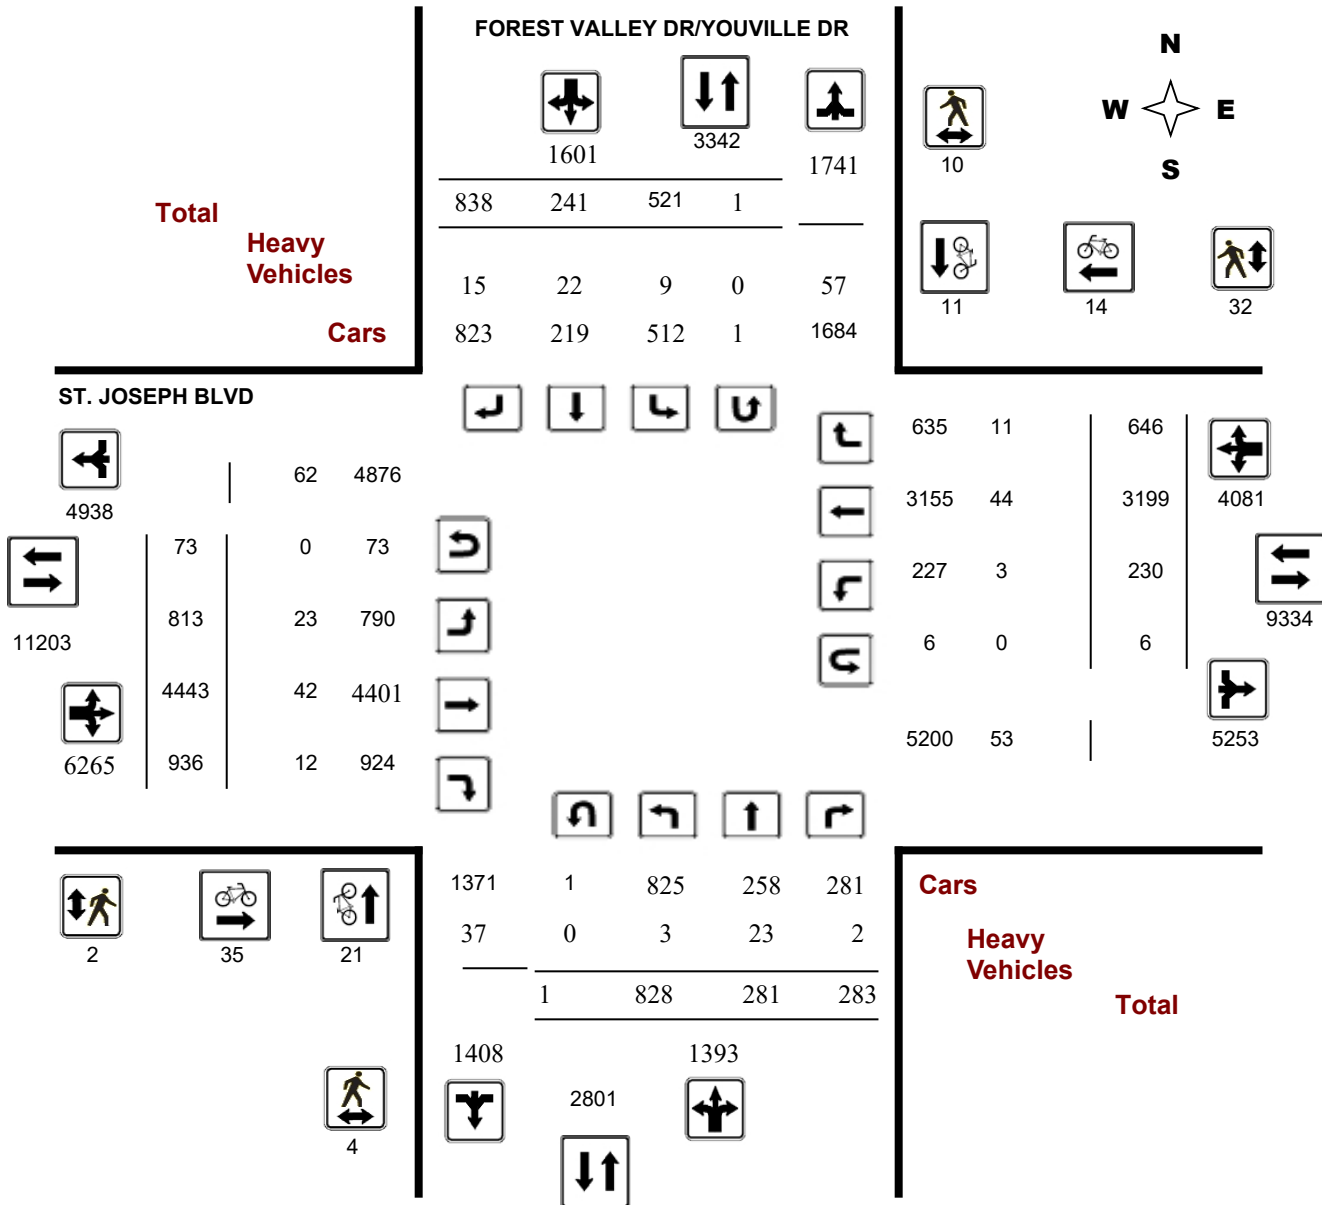 FOREST VALLEY DR/YOUVILLE DR
N
W E
S
1601
3342
1741
10
838 241 521 1
Total
Heavy
Vehicles
15 22 9 0 57
11 14 32
Cars
823 219 512 1 1684
ST. JOSEPH BLVD
635 11 646
62 4876
4938
3155 44 3199 4081
73 0 73
227 3 230
813 23 790
9334
11203
6 0 6
4443 42 4401
5200 53 5253
6265 936 12 924
1371 1 825 258 281
Cars
37 0 3 23 2
Heavy
Vehicles
2 35 21
1 828 281 283
Total
1408 1393
2801
4